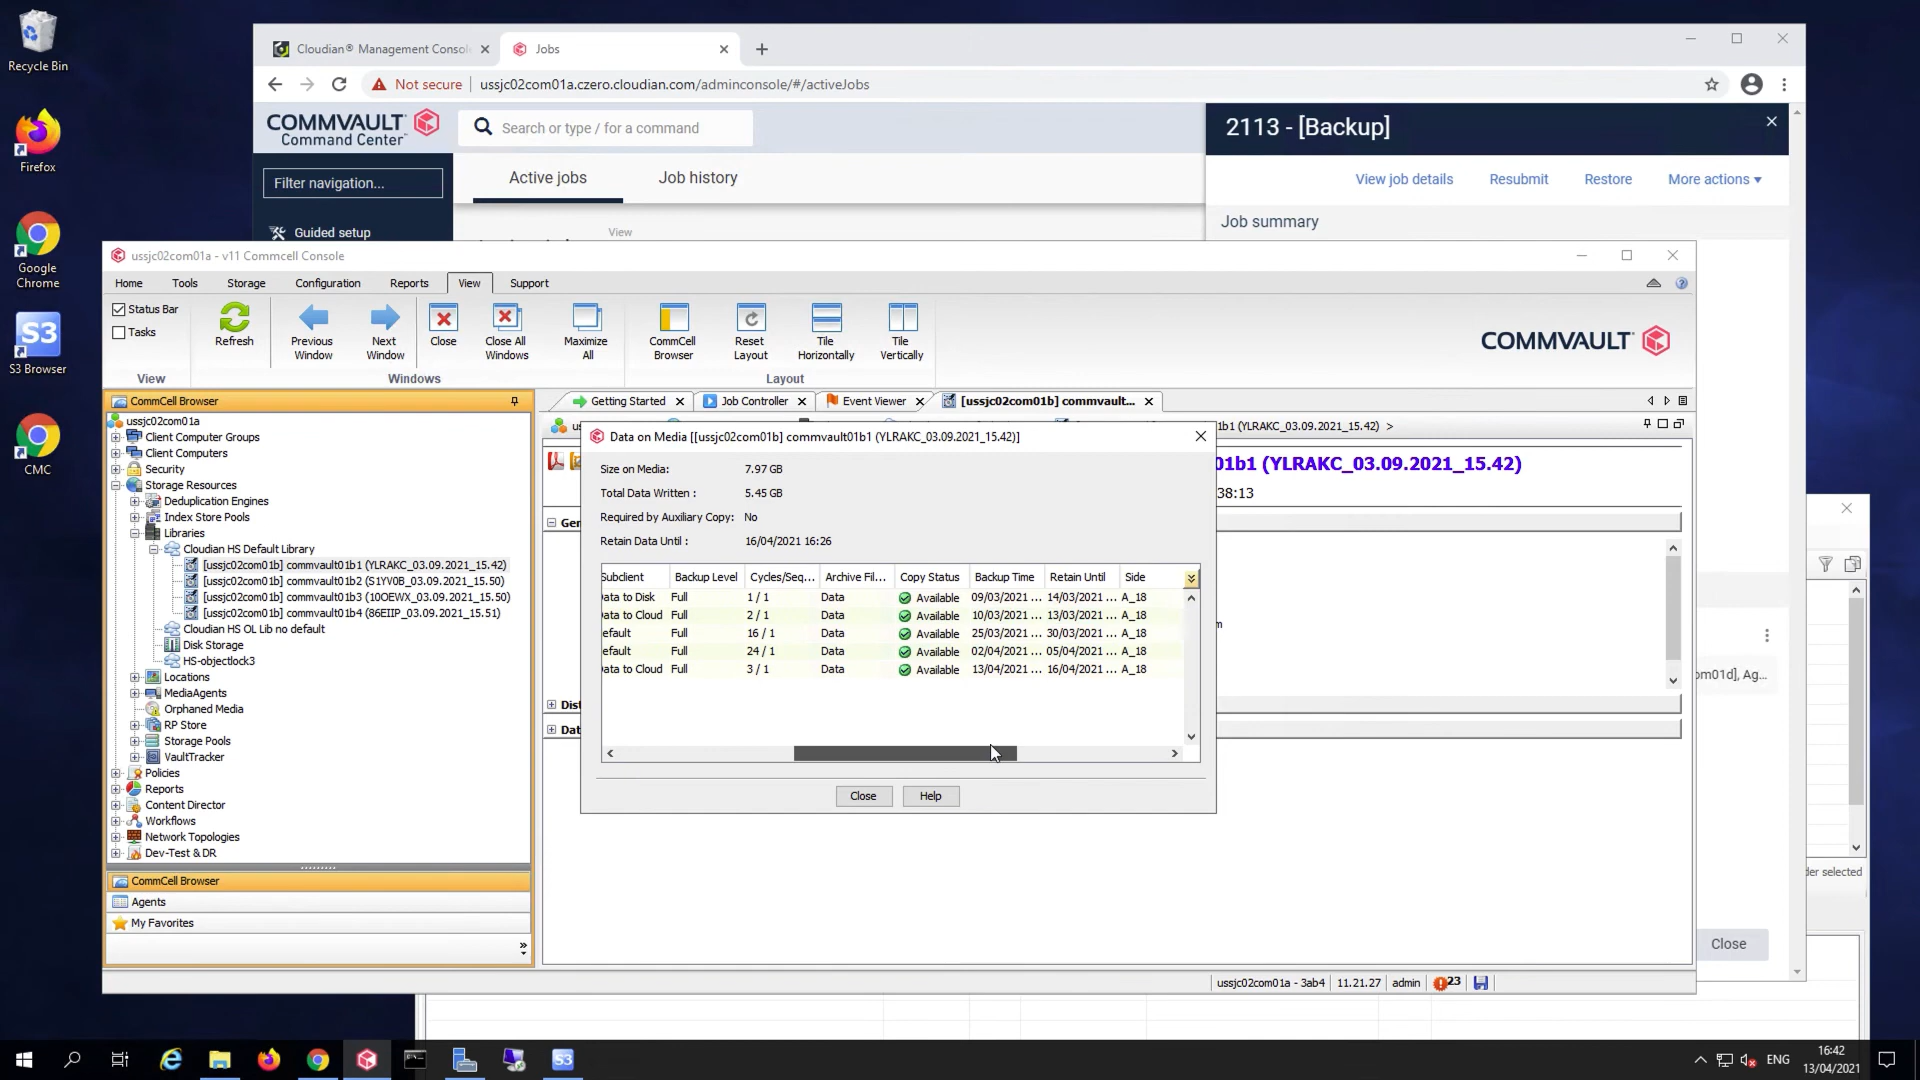 Recycle Bin
Firefox
Google
Chrome
S3
S3 Browser
CMC
Cloudian® Management Consol
Jobs
Not secure
ussjc02com01a.czero.cloudian.com/adminconsole/#/activeJobs
COMMVAULT
Command Center™
Search or type / for a command
Filter navigation...
Guided setup
Active jobs
Job history
View
2113 - [Backup]
View job details
Resubmit
Restore
More actions
Job summary
ussjc02com01a - v11 Commcell Console
Home
Tools
Storage
Configuration
Reports
View
Support
Status Bar
Tasks
Refresh
Previous
Window
Next
Window
Close
Close All
Windows
Maximize
All
CommCell
Browser
Reset
Layout
Tile
Horizontally
Tile
Vertically
View
Windows
Layout
COMMVAULT
CommCell Browser
ussjc02com01a
Client Computer Groups
Client Computers
Security
Storage Resources
Deduplication Engines
Index Store Pools
Libraries
Cloudian HS Default Library
[ussjc02com01b] commvault01b1 (YLRAKC_03.09.2021_15.42)
[ussjc02com01b] commvault01b2 (S1YV0B_03.09.2021_15.50)
[ussjc02com01b] commvault01b3 (10OEWX_03.09.2021_15.50)
[ussjc02com01b] commvault01b4 (86EIIP_03.09.2021_15.51)
Cloudian HS OL Lib no default
Disk Storage
HS-objectlock3
Locations
MediaAgents
Orphaned Media
RP Store
Storage Pools
VaultTracker
Policies
Reports
Content Director
Workflows
Network Topologies
Dev-Test & DR
CommCell Browser
Agents
My Favorites
Getting Started
Job Controller
Event Viewer
[ussjc02com01b] commvault...
us
1b1 (YLRAKC_03.09.2021_15.42) >
01b1 (YLRAKC_03.09.2021_15.42)
38:13
Gen
Dist
Dat
m
Data on Media [[ussjc02com01b] commvault01b1 (YLRAKC_03.09.2021_15.42)]
Size on Media: 7.97 GB
Total Data Written : 5.45 GB
Required by Auxiliary Copy: No
Retain Data Until : 16/04/2021 16:26
Subclient Backup Level Cycles/Seq... Archive Fil... Copy Status Backup Time Retain Until Side
ata to Disk Full 1 / 1 Data Available 09/03/2021 ... 14/03/2021 ... A_18
ata to Cloud Full 2 / 1 Data Available 10/03/2021 ... 13/03/2021 ... A_18
efault Full 16 / 1 Data Available 25/03/2021 ... 30/03/2021 ... A_18
efault Full 24 / 1 Data Available 02/04/2021 ... 05/04/2021 ... A_18
ata to Cloud Full 3 / 1 Data Available 13/04/2021 ... 16/04/2021 ... A_18
Close
Help
om01d], Ag...
der selected
Close
ussjc02com01a - 3ab4
11.21.27
admin
23
S3
ENG
16:42
13/04/2021